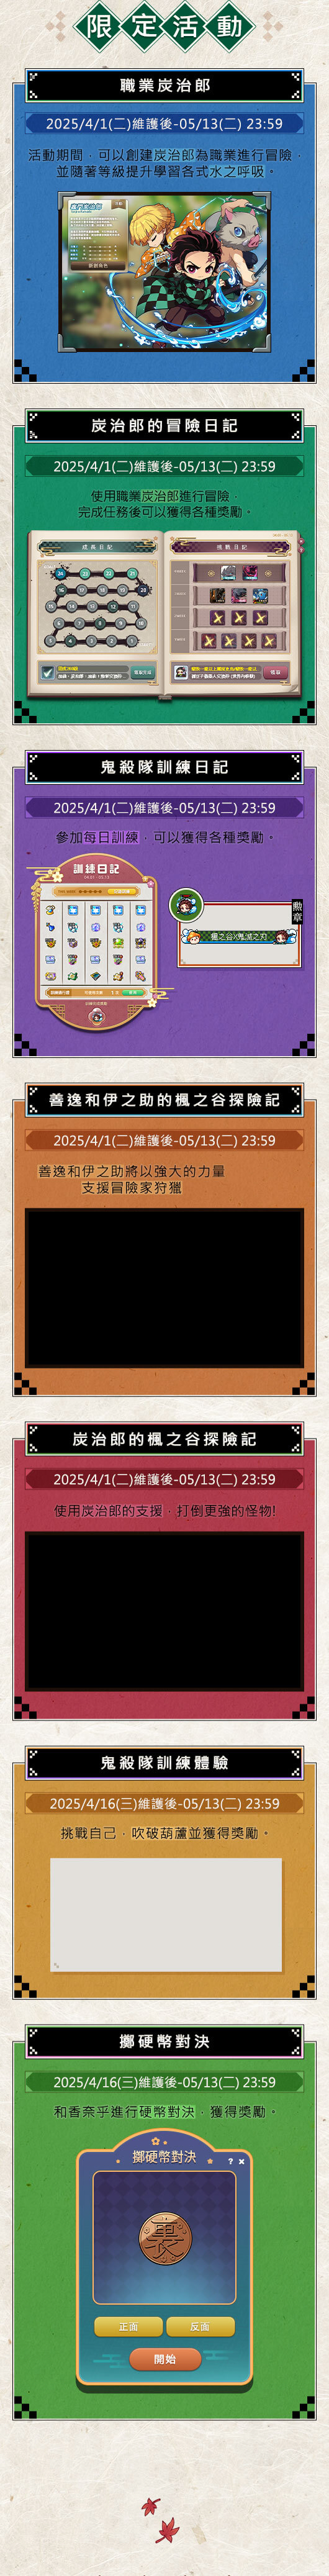 限定活動
職業炭治郎
2025/4/1(二)維護後-05/13(二) 23:59
活動期間，可以創建炭治郎為職業進行冒險，
並隨著等級提升學習各式水之呼吸。
炭治郎的冒險日記
2025/4/1(二)維護後-05/13(二) 23:59
使用職業炭治郎進行冒險，
完成任務後可以獲得各種獎勵。
成長日記
挑戰日記
鬼殺隊訓練日記
2025/4/1(二)維護後-05/13(二) 23:59
參加每日訓練，可以獲得各種獎勵。
訓練日記
勳章
楓之谷X鬼滅之刃
善逸和伊之助的楓之谷探險記
2025/4/1(二)維護後-05/13(二) 23:59
善逸和伊之助將以強大的力量
支援冒險家狩獵
炭治郎的楓之谷探險記
2025/4/1(二)維護後-05/13(二) 23:59
使用炭治郎的支援，打倒更強的怪物!
鬼殺隊訓練體驗
2025/4/16(三)維護後-05/13(二) 23:59
挑戰自己，吹破葫蘆並獲得獎勵。
擲硬幣對決
2025/4/16(三)維護後-05/13(二) 23:59
和香奈乎進行硬幣對決，獲得獎勵。
擲硬幣對決
? ×
裏
正面 反面
開始